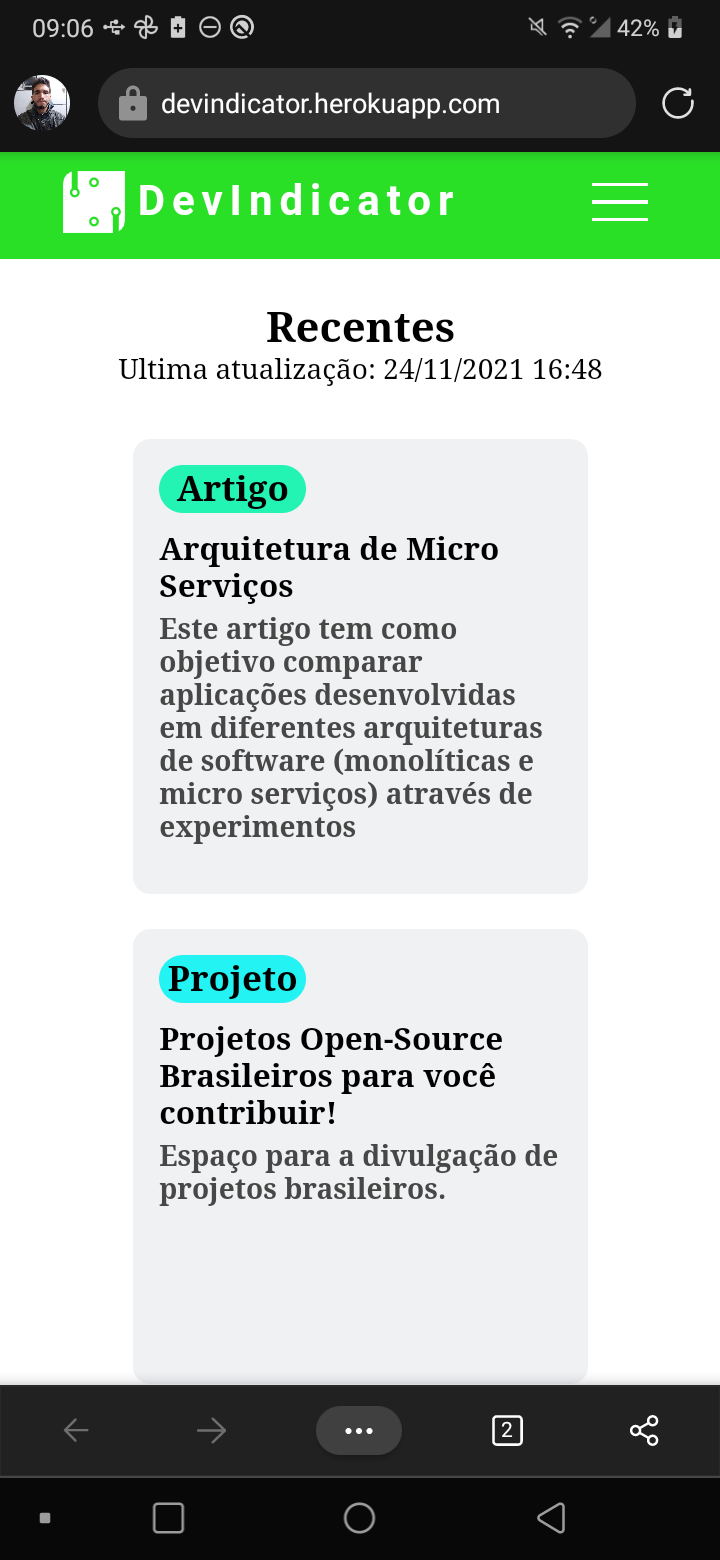 09:06
42%
devindicator.herokuapp.com
DevIndicator
Recentes
Ultima atualização: 24/11/2021 16:48
Artigo
Arquitetura de Micro
Serviços
Este artigo tem como
objetivo comparar
aplicações desenvolvidas
em diferentes arquiteturas
de software (monolíticas e
micro serviços) através de
experimentos
Projeto
Projetos Open-Source
Brasileiros para você
contribuir!
Espaço para a divulgação de
projetos brasileiros.
2